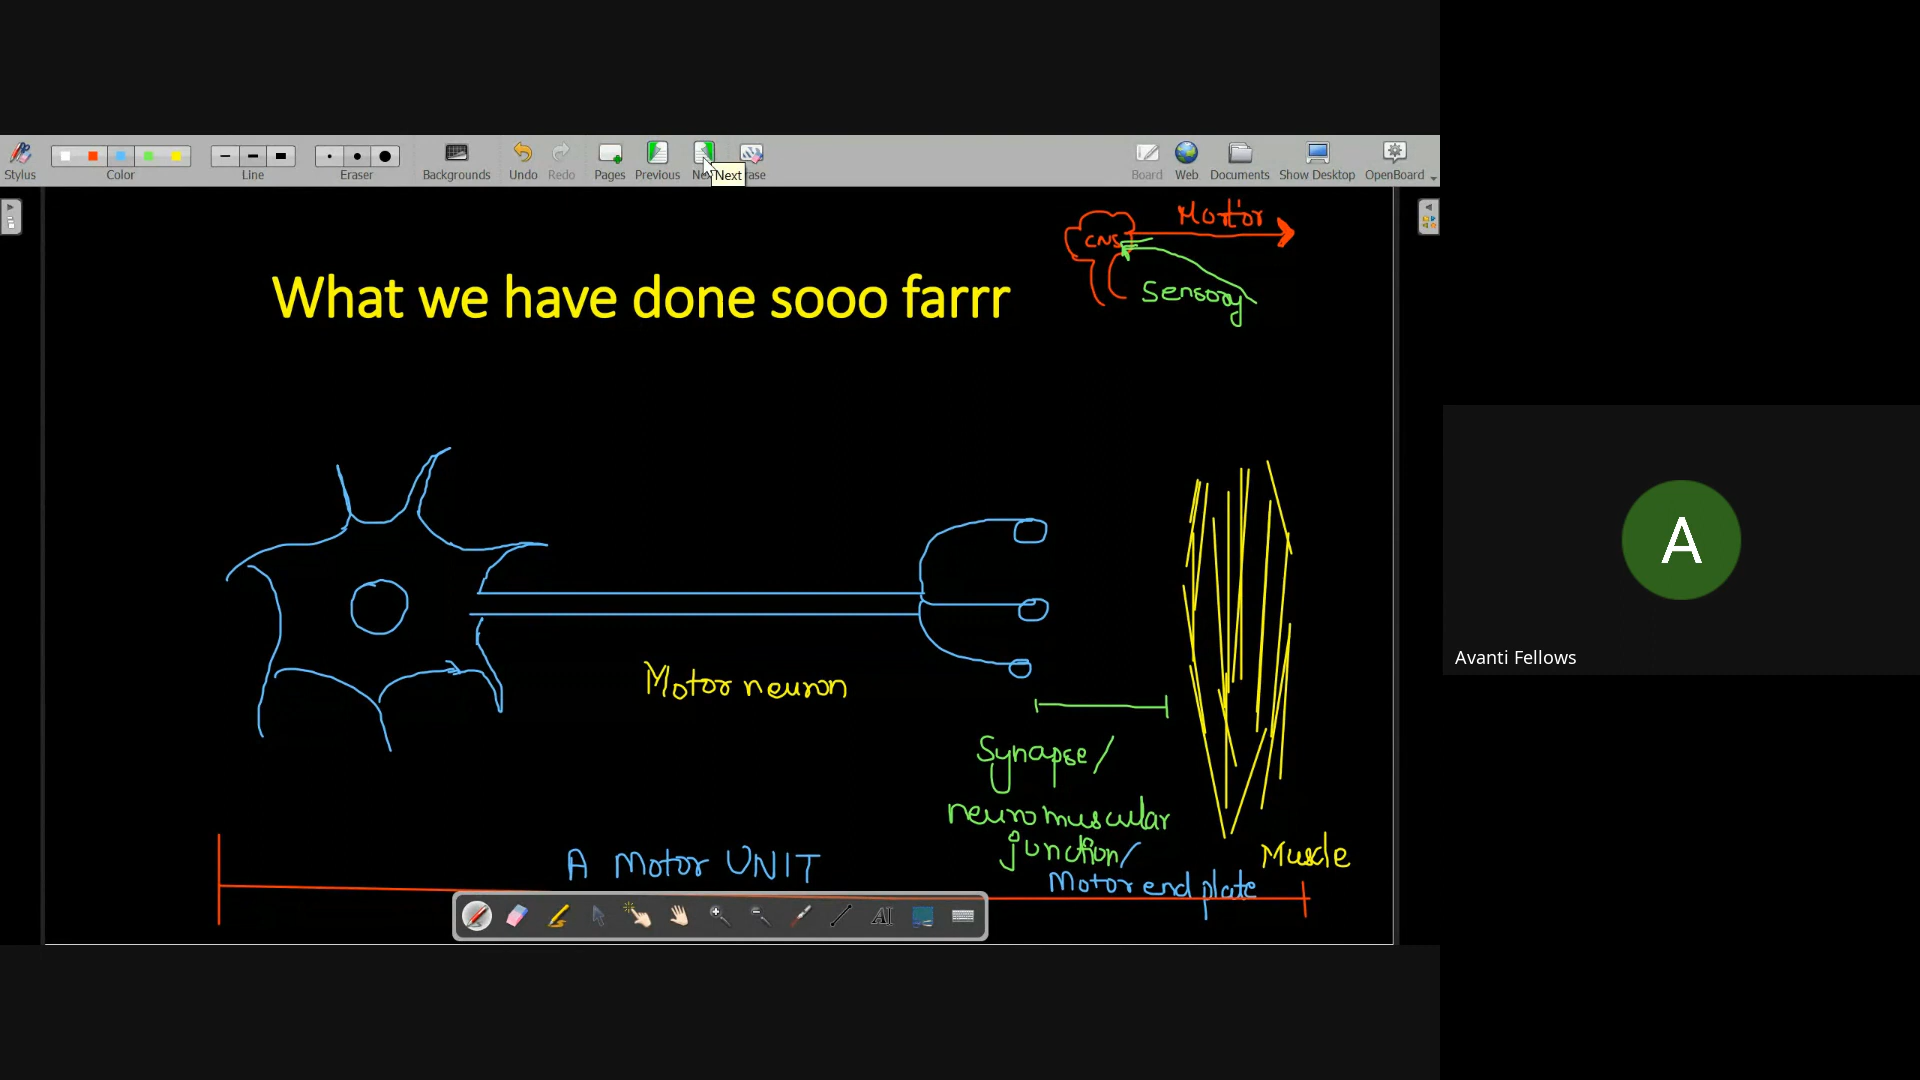 Stylus
Color
Line
Eraser
Backgrounds
Undo
Redo
Pages
Previous
Next
Board
Web
Documents
Show Desktop
OpenBoard
CNS
Mortor
Sensory
What we have done sooo farrr
Motor neuron
Synapse/
neuromuscular
junction/
Motor end plate
Muscle
A Motor UNIT
A
Avanti Fellows